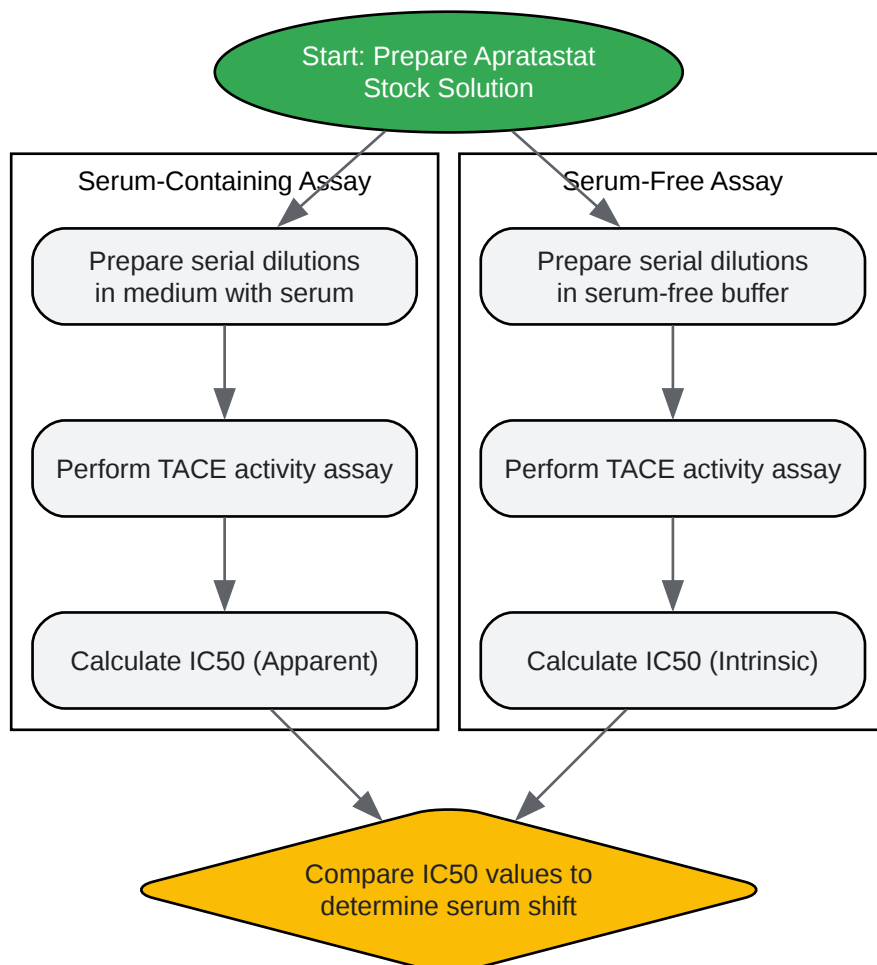 Start: Prepare Apratastat
Stock Solution
Serum-Containing Assay
Prepare serial dilutions
in medium with serum
Perform TACE activity assay
Calculate IC50 (Apparent)
Serum-Free Assay
Prepare serial dilutions
in serum-free buffer
Perform TACE activity assay
Calculate IC50 (Intrinsic)
Compare IC50 values to
determine serum shift